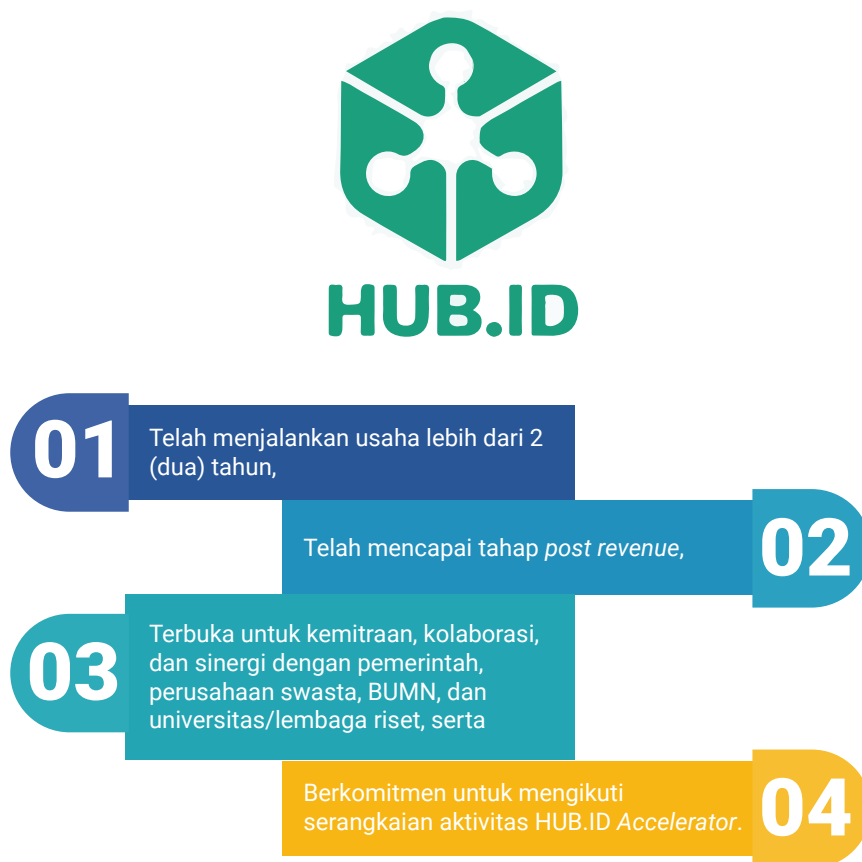 HUB.ID
01
Telah menjalankan usaha lebih dari 2
(dua) tahun,
Telah mencapai tahap post revenue,
02
03
Terbuka untuk kemitraan, kolaborasi,
dan sinergi dengan pemerintah,
perusahaan swasta, BUMN, dan
universitas/lembaga riset, serta
Berkomitmen untuk mengikuti
serangkaian aktivitas HUB.ID Accelerator.
04